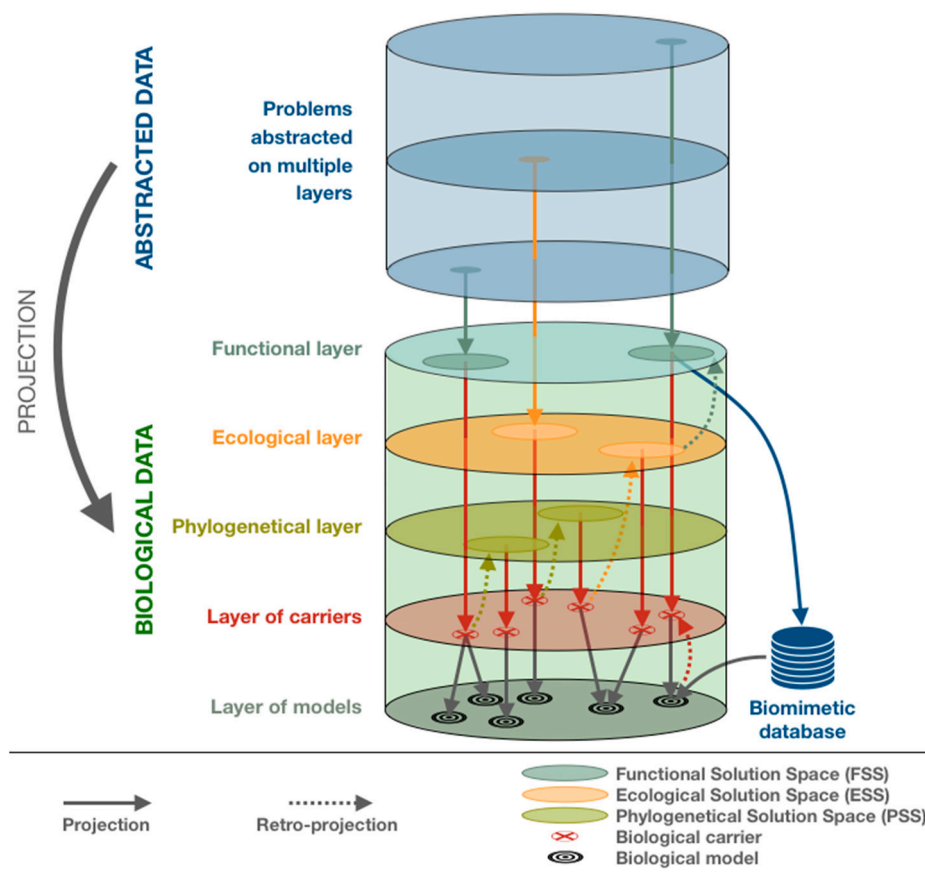 ABSTRACTED DATA
Problems
abstracted
on multiple
layers
PROJECTION
BIOLOGICAL DATA
Functional layer
Ecological layer
Phylogenetical layer
Layer of carriers
Layer of models
Biomimetic
database
Projection
Retro-projection
Functional Solution Space (FSS)
Ecological Solution Space (ESS)
Phylogenetical Solution Space (PSS)
Biological carrier
Biological model